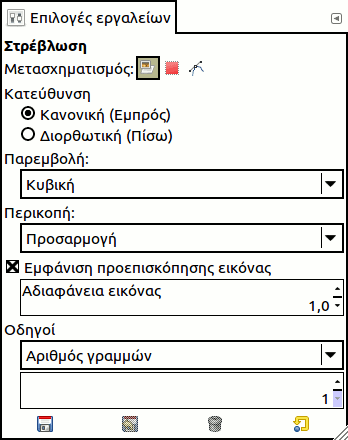 Επιλογές εργαλείων
Στρέβλωση
Μετασχηματισμός:
Κατεύθυνση
Κανονική (Εμπρός)
Διορθωτική (Πίσω)
Παρεμβολή:
Κυβική
Περικοπή:
Προσαρμογή
Εμφάνιση προεπισκόπησης εικόνας
Αδιαφάνεια εικόνας
1,0
Οδηγοί
Αριθμός γραμμών
1